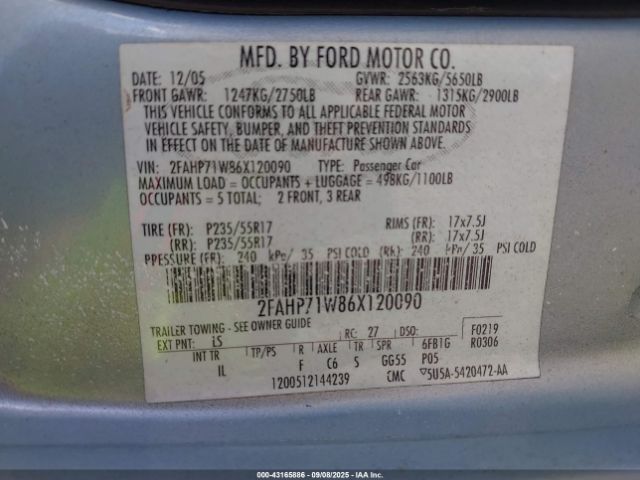 MFD. BY FORD MOTOR CO.
DATE: 12/05 GVWR: 2563KG/5650LB
FRONT GAWR: 1247KG/2750LB REAR GAWR: 1315KG/2900LB
THIS VEHICLE CONFORMS TO ALL APPLICABLE FEDERAL MOTOR
VEHICLE SAFETY, BUMPER, AND THEFT PREVENTION STANDARDS
IN EFFECT ON THE DATE OF MANUFACTURE SHOWN ABOVE.
VIN: 2FAHP71W86X120090 TYPE: Passenger Car
MAXIMUM LOAD = OCCUPANTS + LUGGAGE = 498KG/1100LB
OCCUPANTS = 5 TOTAL; 2 FRONT, 3 REAR
TIRE (FR): P235/55R17 RIMS (FR): 17x7.5J
(RR): P235/55R17 (RR): 17x7.5J
PRESSURE (FR): 240 kPa/ 35 PSI COLD (RR): 240 kPa/ 35 PSI COLD
2FAHP71W86X120090
TRAILER TOWING - SEE OWNER GUIDE
EXT PNT: iS RC: 27 DSO: F0219
INT TR TP/PS R AXLE TR SPR 6FB1G R0306
IL F C6 S GG55 P05
1200512144239 CMC ▽5U5A-5420472-AA
000-43165886 - (09/08/2025) - IAA Inc.